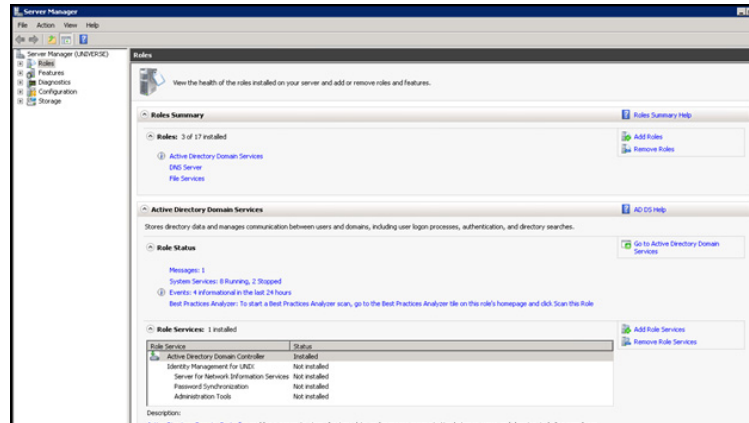 Server Manager
File Action View Help
Server Manager (UNIVERSE)
Roles
Features
Diagnostics
Configuration
Storage
Roles
View the health of the roles installed on your server and add or remove roles and features.
Roles Summary
Roles Summary Help
Roles: 3 of 17 installed
Add Roles
Remove Roles
Active Directory Domain Services
DNS Server
File Services
Active Directory Domain Services
AD DS Help
Stores directory data and manages communication between users and domains, including user logon processes, authentication, and directory searches.
Role Status
Go to Active Directory Domain
Services
Messages: 1
System Services: 8 Running, 2 Stopped
Events: 4 informational in the last 24 hours
Best Practices Analyzer: To start a Best Practices Analyzer scan, go to the Best Practices Analyzer tile on this role's homepage and click Scan this Role
Role Services: 1 installed
Add Role Services
Remove Role Services
Role Service Status
Active Directory Domain Controller Installed
Identity Management for UNIX Not installed
Server for Network Information Services Not installed
Password Synchronization Not installed
Administration Tools Not installed
Description: